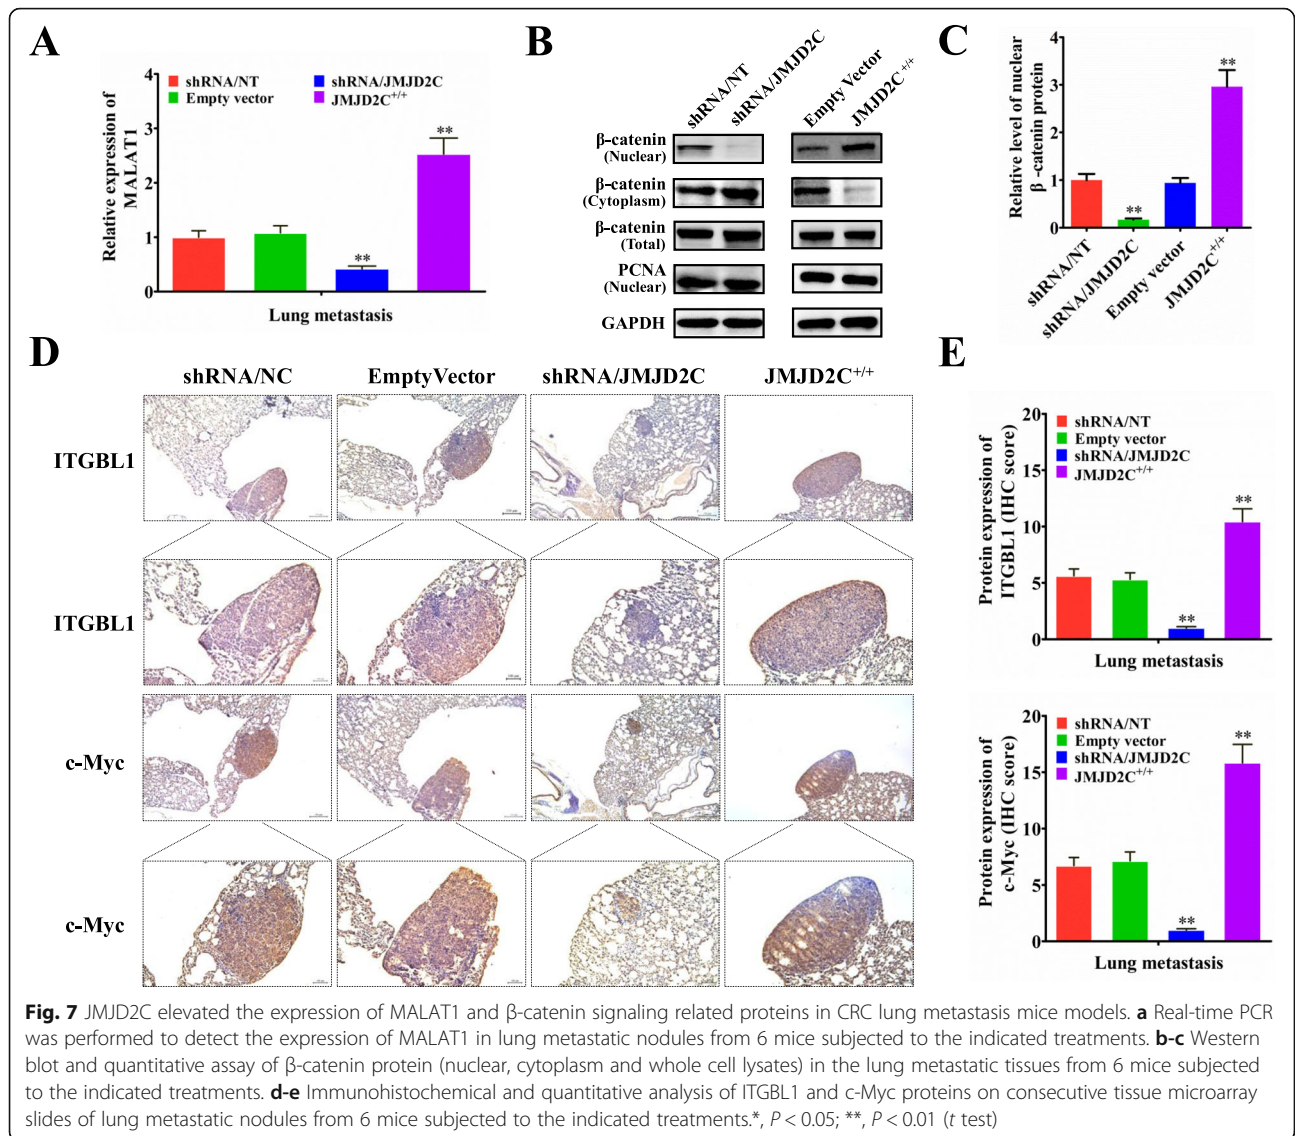 A
Relative expression of
MALAT1
4
3
2
1
0
shRNA/NT
Empty vector
shRNA/JMJD2C
JMJD2C+/+
**
**
Lung metastasis
B
shRNA/NT
shRNA/JMJD2C
Empty Vector
JMJD2C+/+
β-catenin
(Nuclear)
β-catenin
(Cytoplasm)
β-catenin
(Total)
PCNA
(Nuclear)
GAPDH
C
Relative level of nuclear
β -catenin protein
4
3
2
1
0
**
**
shRNA/NT
shRNA/JMJD2C
Empty vector
JMJD2C+/+
D
shRNA/NC
EmptyVector
shRNA/JMJD2C
JMJD2C+/+
ITGBL1
ITGBL1
c-Myc
c-Myc
E
Protein expression of
ITGBL1 (IHC score)
20
15
10
5
0
shRNA/NT
Empty vector
shRNA/JMJD2C
JMJD2C+/+
**
**
Lung metastasis
Protein expression of
c-Myc (IHC score)
20
15
10
5
0
shRNA/NT
Empty vector
shRNA/JMJD2C
JMJD2C+/+
**
**
Lung metastasis
Fig. 7 JMJD2C elevated the expression of MALAT1 and β-catenin signaling related proteins in CRC lung metastasis mice models. a Real-time PCR
was performed to detect the expression of MALAT1 in lung metastatic nodules from 6 mice subjected to the indicated treatments. b-c Western
blot and quantitative assay of β-catenin protein (nuclear, cytoplasm and whole cell lysates) in the lung metastatic tissues from 6 mice subjected
to the indicated treatments. d-e Immunohistochemical and quantitative analysis of ITGBL1 and c-Myc proteins on consecutive tissue microarray
slides of lung metastatic nodules from 6 mice subjected to the indicated treatments.*, P < 0.05; **, P < 0.01 (t test)